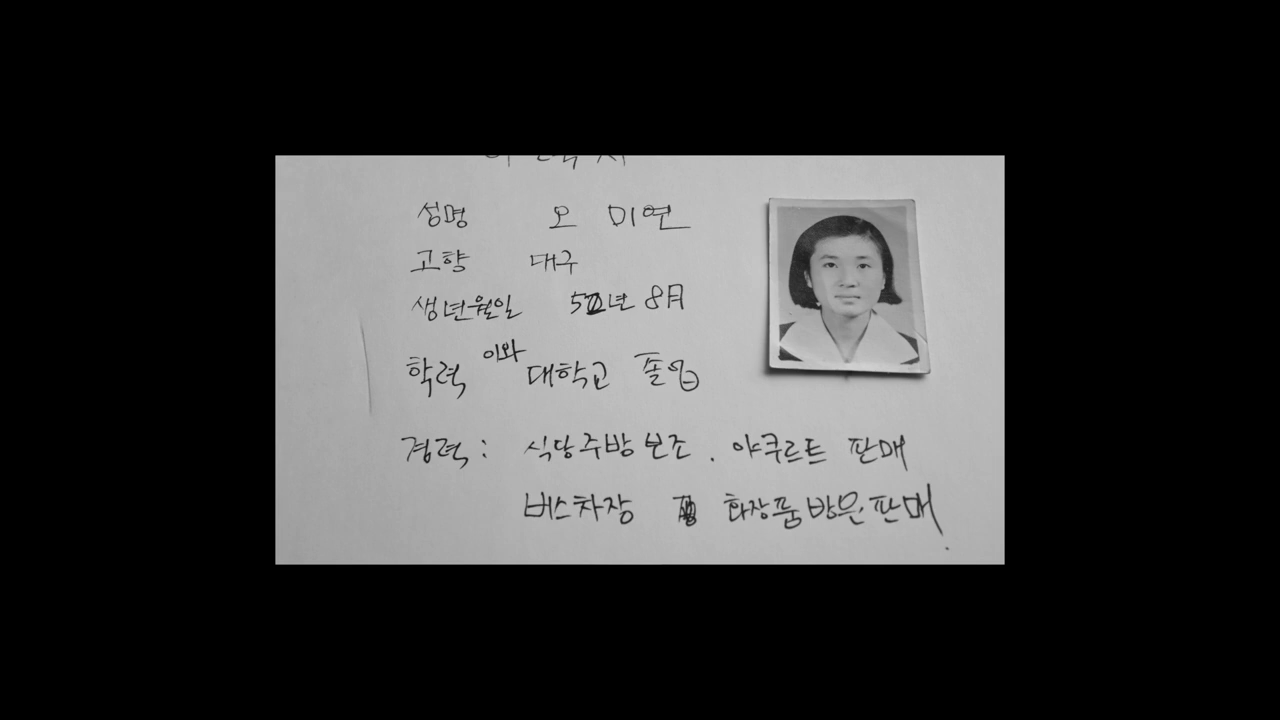 성명 오 미연
고향 대구
생년월일 년 8月
학력 이와대학교 졸업
경력 : 식당주방보조 . 야쿠르트 판매
버스차장 화장품방문판매.